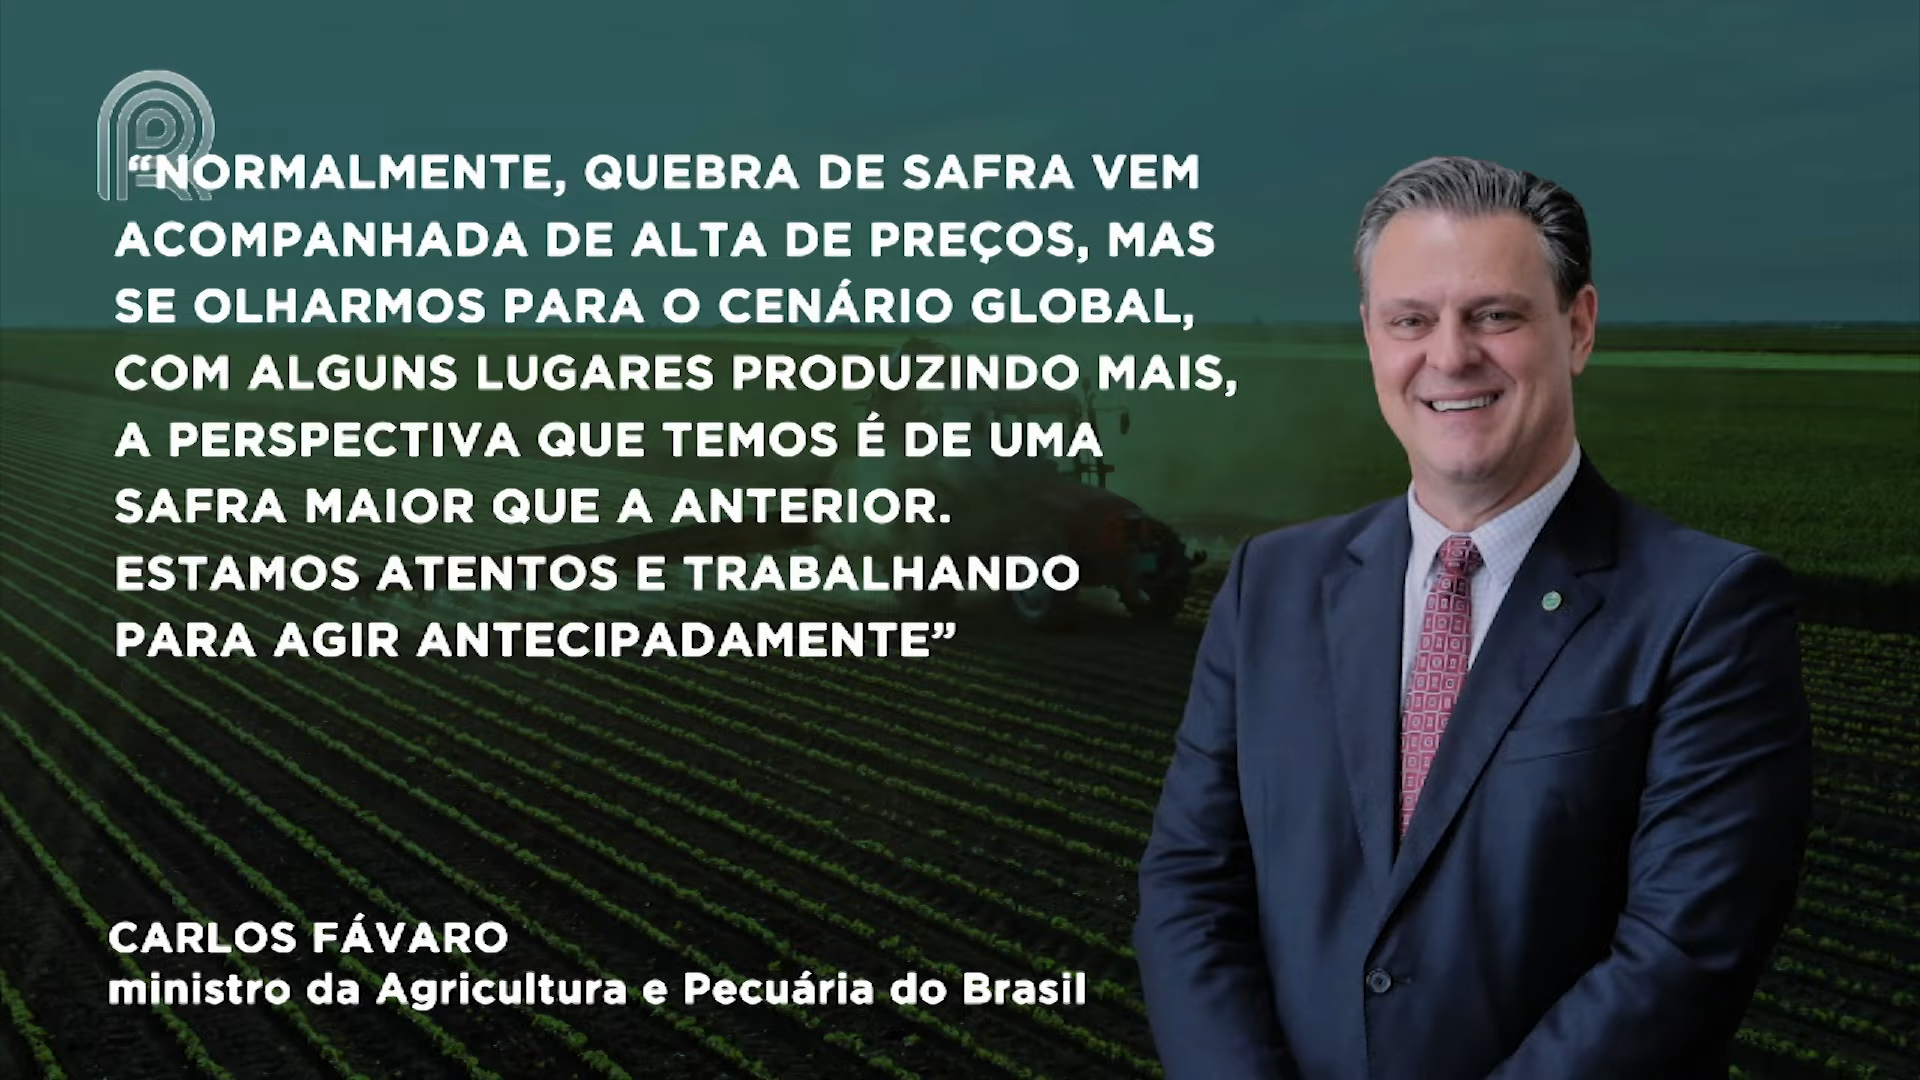 “NORMALMENTE, QUEBRA DE SAFRA VEM
ACOMPANHADA DE ALTA DE PREÇOS, MAS
SE OLHARMOS PARA O CENÁRIO GLOBAL,
COM ALGUNS LUGARES PRODUZINDO MAIS,
A PERSPECTIVA QUE TEMOS É DE UMA
SAFRA MAIOR QUE A ANTERIOR.
ESTAMOS ATENTOS E TRABALHANDO
PARA AGIR ANTECIPADAMENTE”
CARLOS FÁVARO
ministro da Agricultura e Pecuária do Brasil